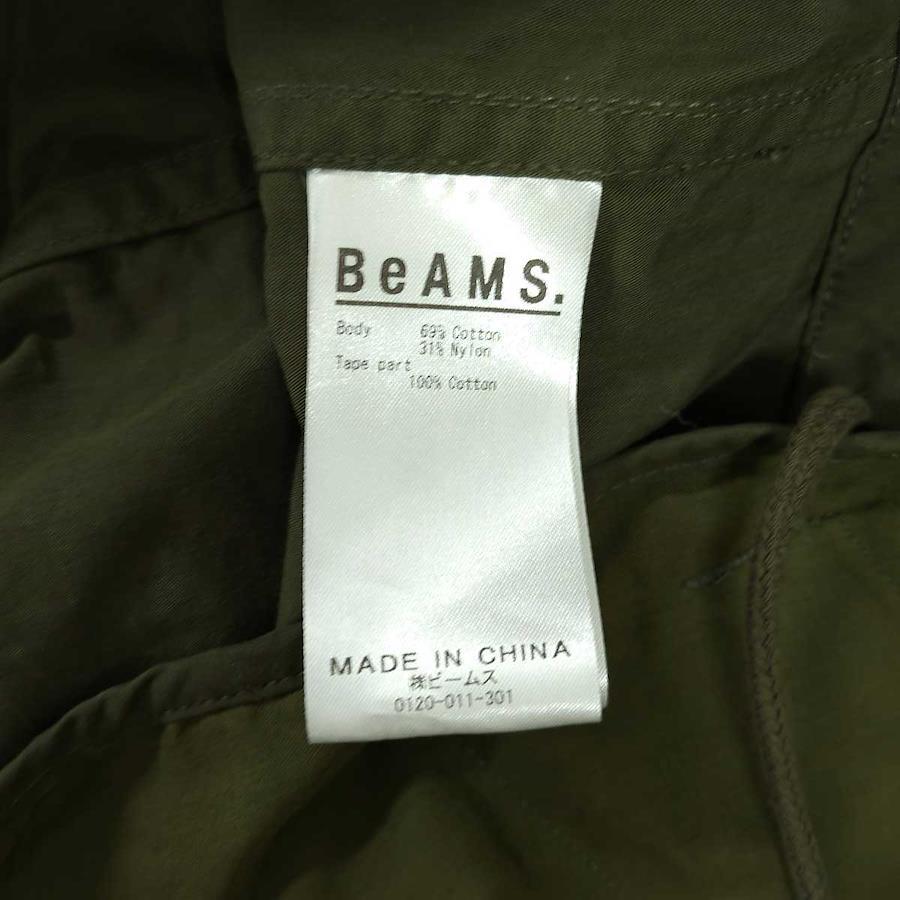 BeAMS.
Body 69% Cotton
31% Nylon
Tape part
100% Cotton
MADE IN CHINA
㈱ビームス
0120-011-301